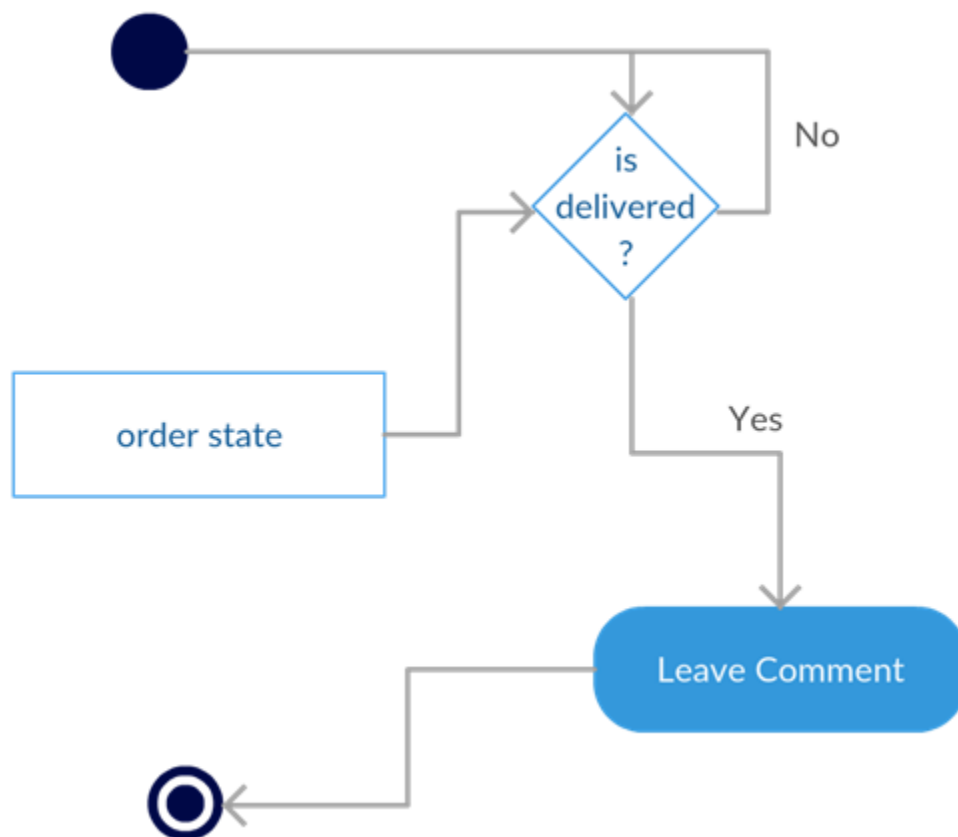 is
delivered
?
No
order state
Yes
Leave Comment